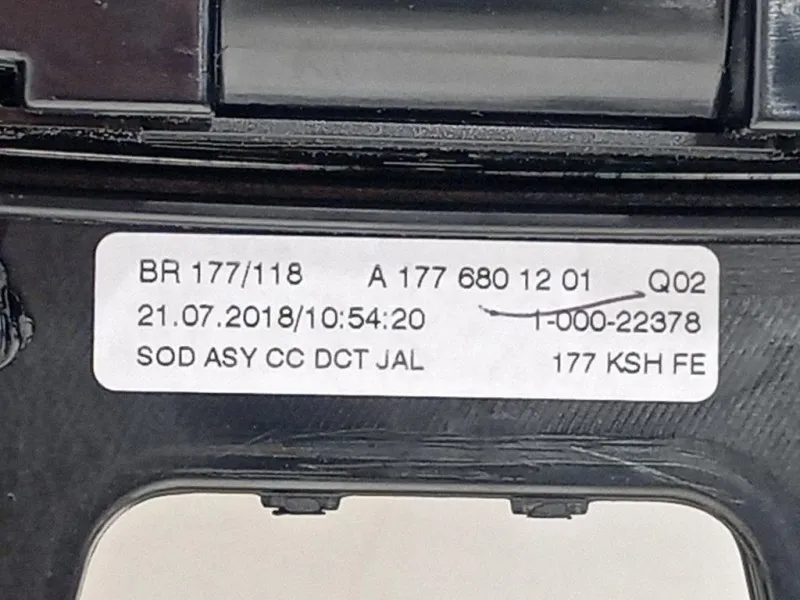 BR 177/118 A 177 680 12 01 Q02
21.07.2018/10:54:20 1-000-22378
SOD ASY CC DCT JAL 177 KSH FE